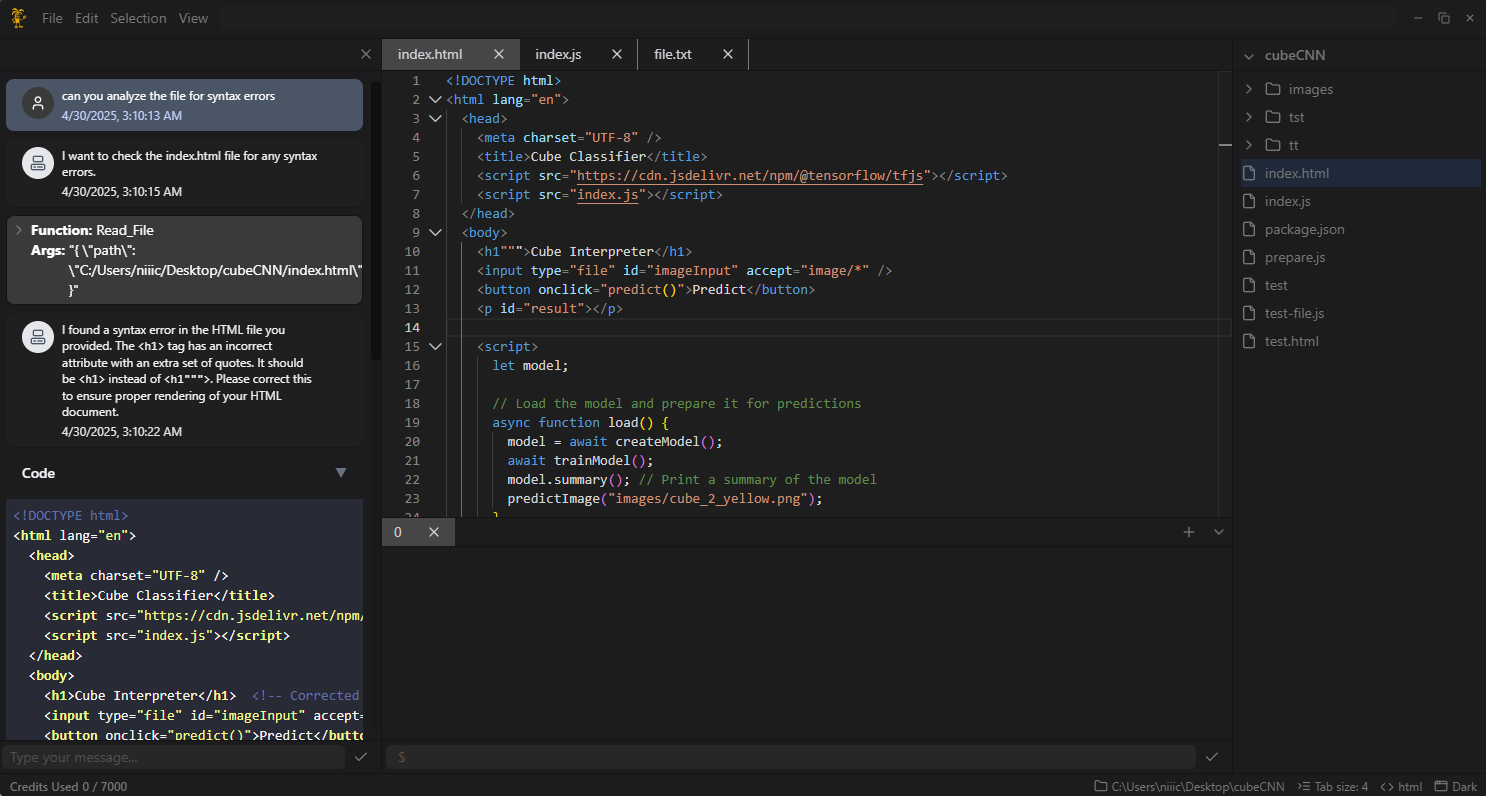 File Edit Selection View
can you analyze the file for syntax errors
4/30/2025, 3:10:13 AM
I want to check the index.html file for any syntax
errors.
4/30/2025, 3:10:15 AM
Function: Read_File
Args: "{ \"path\":
\"C:/Users/niiic/Desktop/cubeCNN/index.html\"
}"
I found a syntax error in the HTML file you
provided. The <h1> tag has an incorrect
attribute with an extra set of quotes. It should
be <h1> instead of <h1""">. Please correct this
to ensure proper rendering of your HTML
document.
4/30/2025, 3:10:22 AM
Code
<!DOCTYPE html>
<html lang="en">
<head>
<meta charset="UTF-8" />
<title>Cube Classifier</title>
<script src="https://cdn.jsdelivr.net/npm/
<script src="index.js"></script>
</head>
<body>
<h1>Cube Interpreter</h1> <!-- Corrected
<input type="file" id="imageInput" accept=
<button onclick="predict()">Predict</butto
Type your message...
index.html
index.js
file.txt
1 <!DOCTYPE html>
2 <html lang="en">
3 <head>
4 <meta charset="UTF-8" />
5 <title>Cube Classifier</title>
6 <script src="https://cdn.jsdelivr.net/npm/@tensorflow/tfjs"></script>
7 <script src="index.js"></script>
8 </head>
9 <body>
10 <h1""">Cube Interpreter</h1>
11 <input type="file" id="imageInput" accept="image/*" />
12 <button onclick="predict()">Predict</button>
13 <p id="result"></p>
14
15 <script>
16 let model;
17
18 // Load the model and prepare it for predictions
19 async function load() {
20 model = await createModel();
21 await trainModel();
22 model.summary(); // Print a summary of the model
23 predictImage("images/cube_2_yellow.png");
24 }
0
$
cubeCNN
images
tst
tt
index.html
index.js
package.json
prepare.js
test
test-file.js
test.html
Credits Used 0 / 7000
C:\Users\niiic\Desktop\cubeCNN Tab size: 4 html Dark